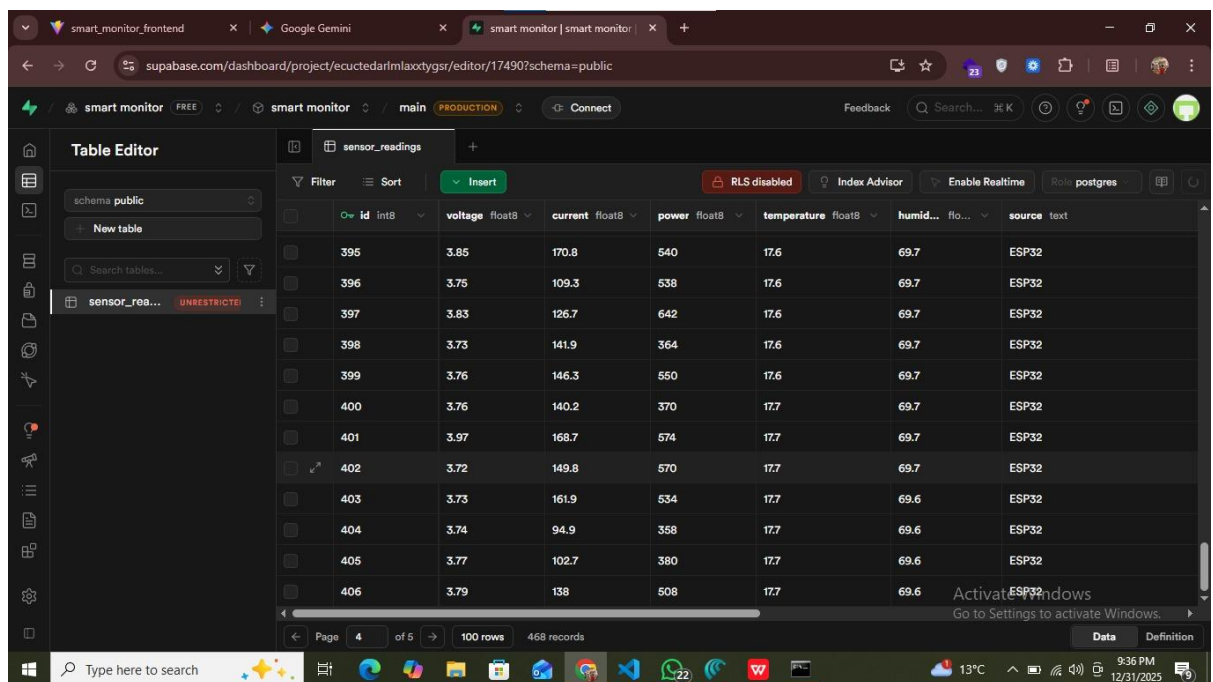 smart_monitor_frontend
Google Gemini
smart monitor | smart monitor |
supabase.com/dashboard/project/ecuctedarlmlaxxtygsr/editor/17490?schema=public
23
smart monitor FREE / smart monitor / main PRODUCTION Connect
Feedback Search... ⌘K
Table Editor
sensor_readings
Filter Sort Insert RLS disabled Index Advisor Enable Realtime Role postgres
schema public
New table
Search tables...
sensor_rea... UNRESTRICTE
id int8 voltage float8 current float8 power float8 temperature float8 humid... flo... source text
395 3.85 170.8 540 17.6 69.7 ESP32
396 3.75 109.3 538 17.6 69.7 ESP32
397 3.83 126.7 642 17.6 69.7 ESP32
398 3.73 141.9 364 17.6 69.7 ESP32
399 3.76 146.3 550 17.6 69.7 ESP32
400 3.76 140.2 370 17.7 69.7 ESP32
401 3.97 168.7 574 17.7 69.7 ESP32
402 3.72 149.8 570 17.7 69.7 ESP32
403 3.73 161.9 534 17.7 69.6 ESP32
404 3.74 94.9 358 17.7 69.6 ESP32
405 3.77 102.7 380 17.7 69.6 ESP32
406 3.79 138 508 17.7 69.6 ESP32
Activate Windows
Go to Settings to activate Windows.
Page 4 of 5 100 rows 468 records Data Definition
Type here to search
22
W
13°C
9:36 PM
12/31/2025
9